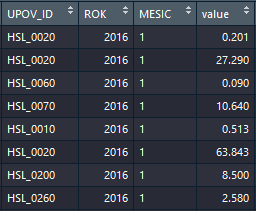 UPOV_ID ROK MESIC value
HSL_0020 2016 1 0.201
HSL_0020 2016 1 27.290
HSL_0060 2016 1 0.090
HSL_0070 2016 1 10.640
HSL_0010 2016 1 0.513
HSL_0020 2016 1 63.843
HSL_0200 2016 1 8.500
HSL_0260 2016 1 2.580